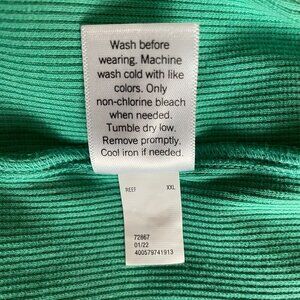 Wash before
wearing. Machine
wash cold with like
colors. Only
non-chlorine bleach
when needed.
Tumble dry low.
Remove promptly.
Cool iron if needed.
REEF XXL
72867
01/22
400579741913